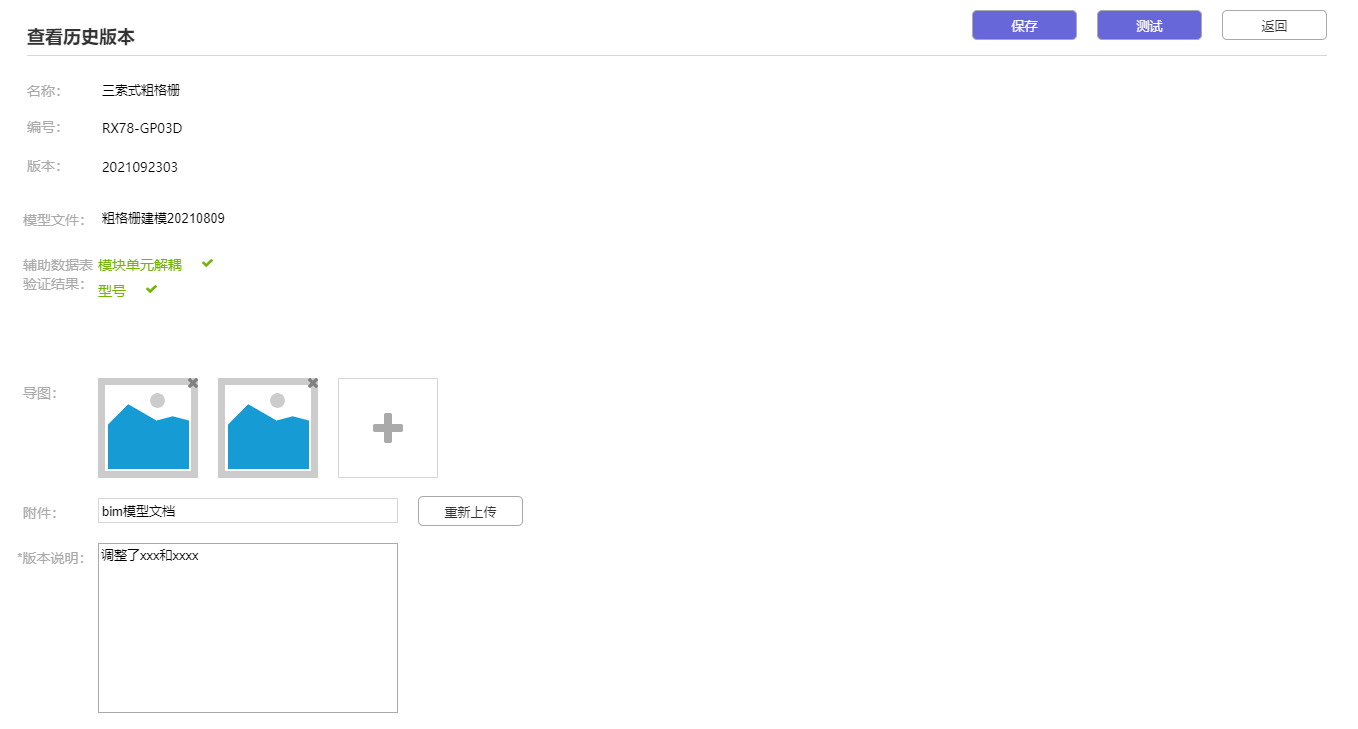 查看历史版本
保存
测试
返回
名称：
三索式粗格栅
编号：
RX78-GP03D
版本：
2021092303
模型文件：
粗格栅建模20210809
辅助数据表
验证结果：
模块单元解耦
型号
导图：
附件：
bim模型文档
重新上传
*版本说明：
调整了xxx和xxxx